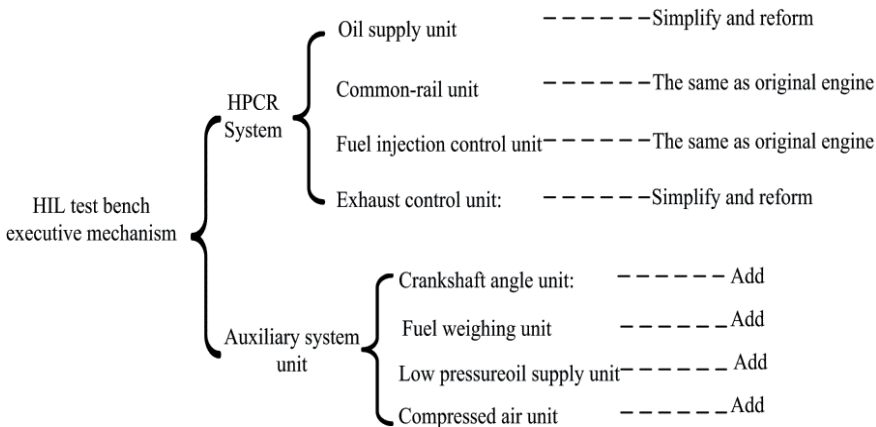 Oil supply unit Simplify and reform
Common-rail unit The same as original engine
HPCR
System
Fuel injection control unit The same as original engine
Exhaust control unit: Simplify and reform
HIL test bench
executive mechanism
Crankshaft angle unit: Add
Fuel weighing unit Add
Auxiliary system
unit
Low pressureoil supply unit Add
Compressed air unit Add